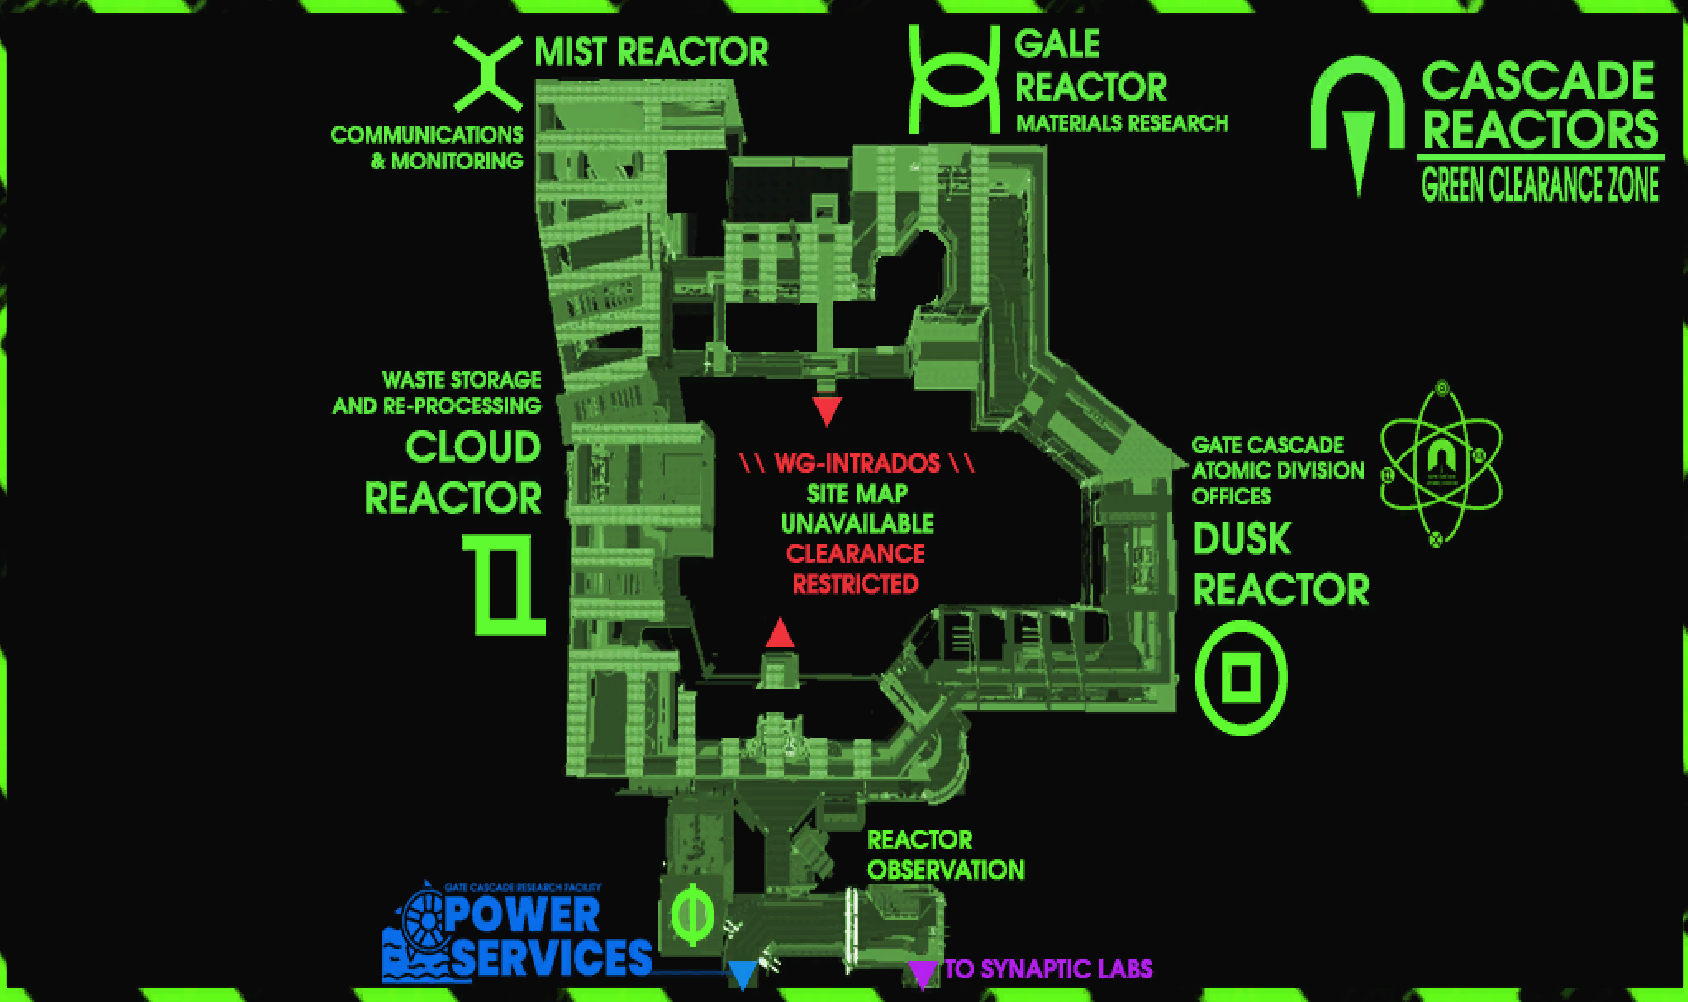 MIST REACTOR
COMMUNICATIONS
& MONITORING
GALE
REACTOR
MATERIALS RESEARCH
CASCADE
REACTORS
GREEN CLEARANCE ZONE
WASTE STORAGE
AND RE-PROCESSING
CLOUD
REACTOR
\\ WG-INTRADOS \\
SITE MAP
UNAVAILABLE
CLEARANCE
RESTRICTED
GATE CASCADE
ATOMIC DIVISION
OFFICES
DUSK
REACTOR
REACTOR
OBSERVATION
GATE CASCADE RESEARCH FACILITY
POWER
SERVICES
TO SYNAPTIC LABS